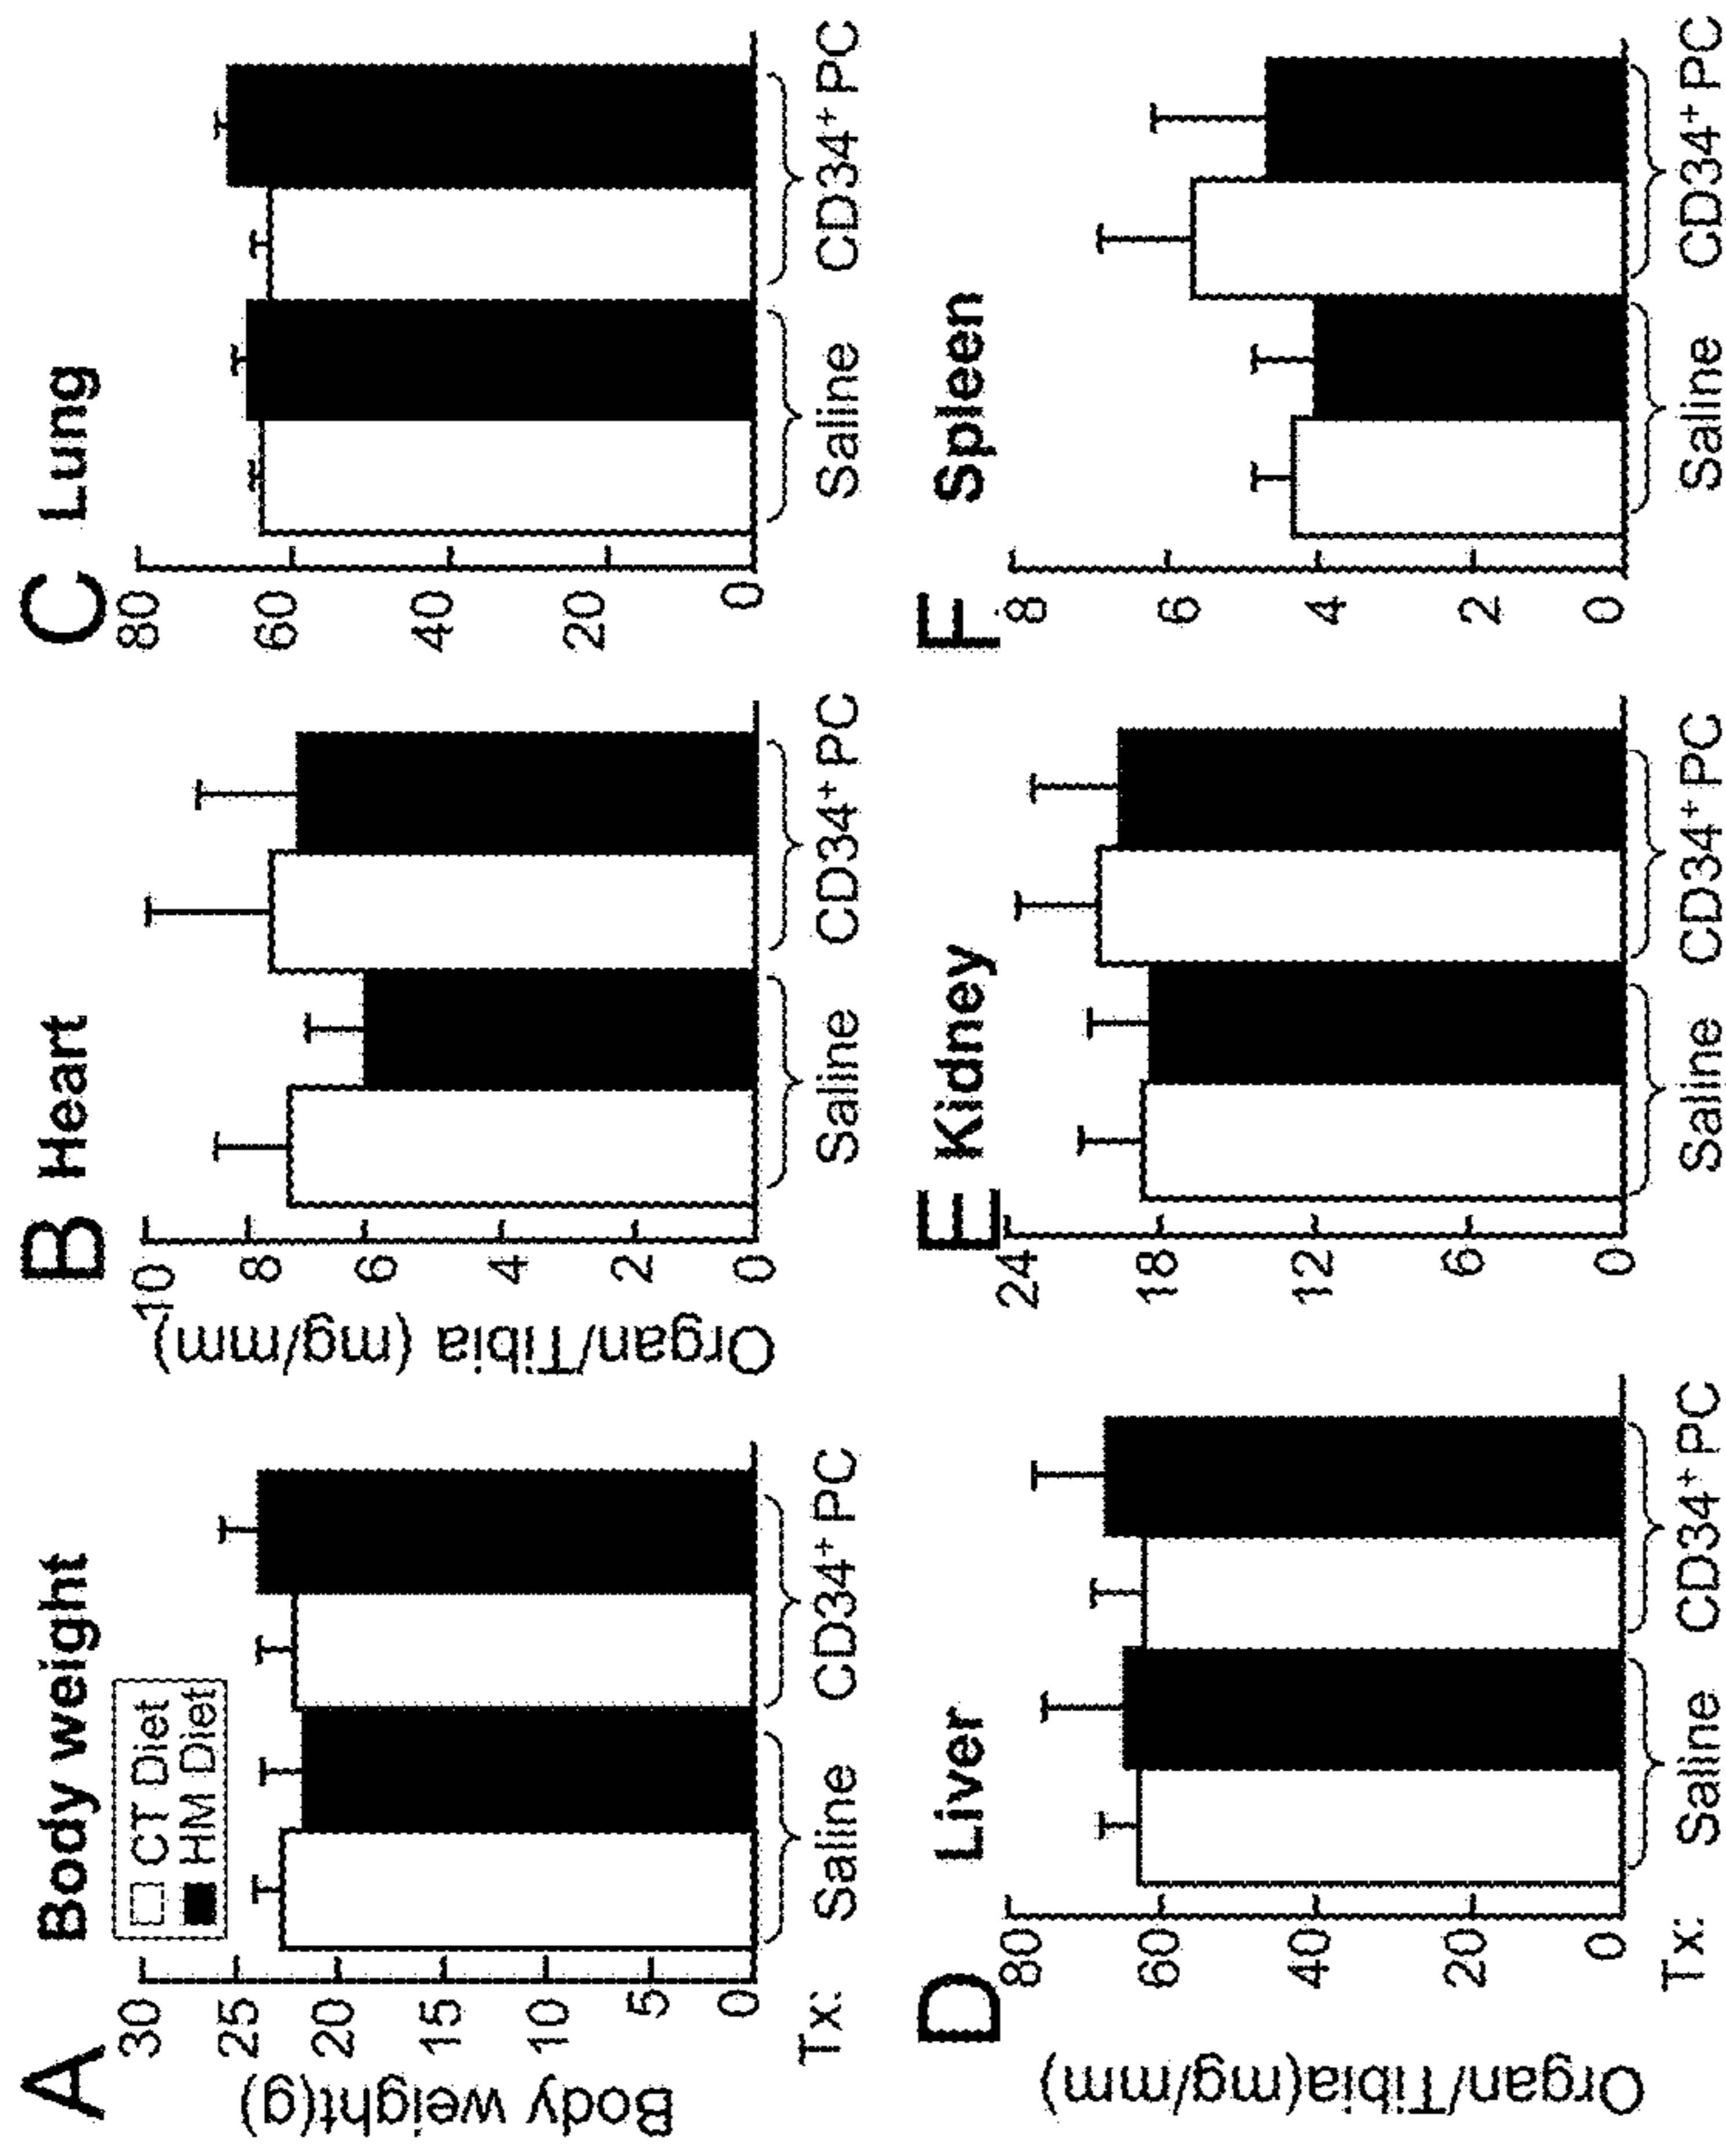 A Body weight
CT Diet
HM Diet
Body weight(g)
30
25
20
15
10
5
0
Tx:
Saline CD34⁺ PC
B Heart
Organ/Tibia (mg/mm)
10
8
6
4
2
0
Saline CD34⁺ PC
C Lung
80
60
40
20
0
Saline CD34⁺ PC
D Liver
Organ/Tibia(mg/mm)
80
60
40
20
0
Tx:
Saline CD34⁺ PC
E Kidney
24
18
12
6
0
Saline CD34⁺ PC
F Spleen
8
6
4
2
0
Saline CD34⁺ PC